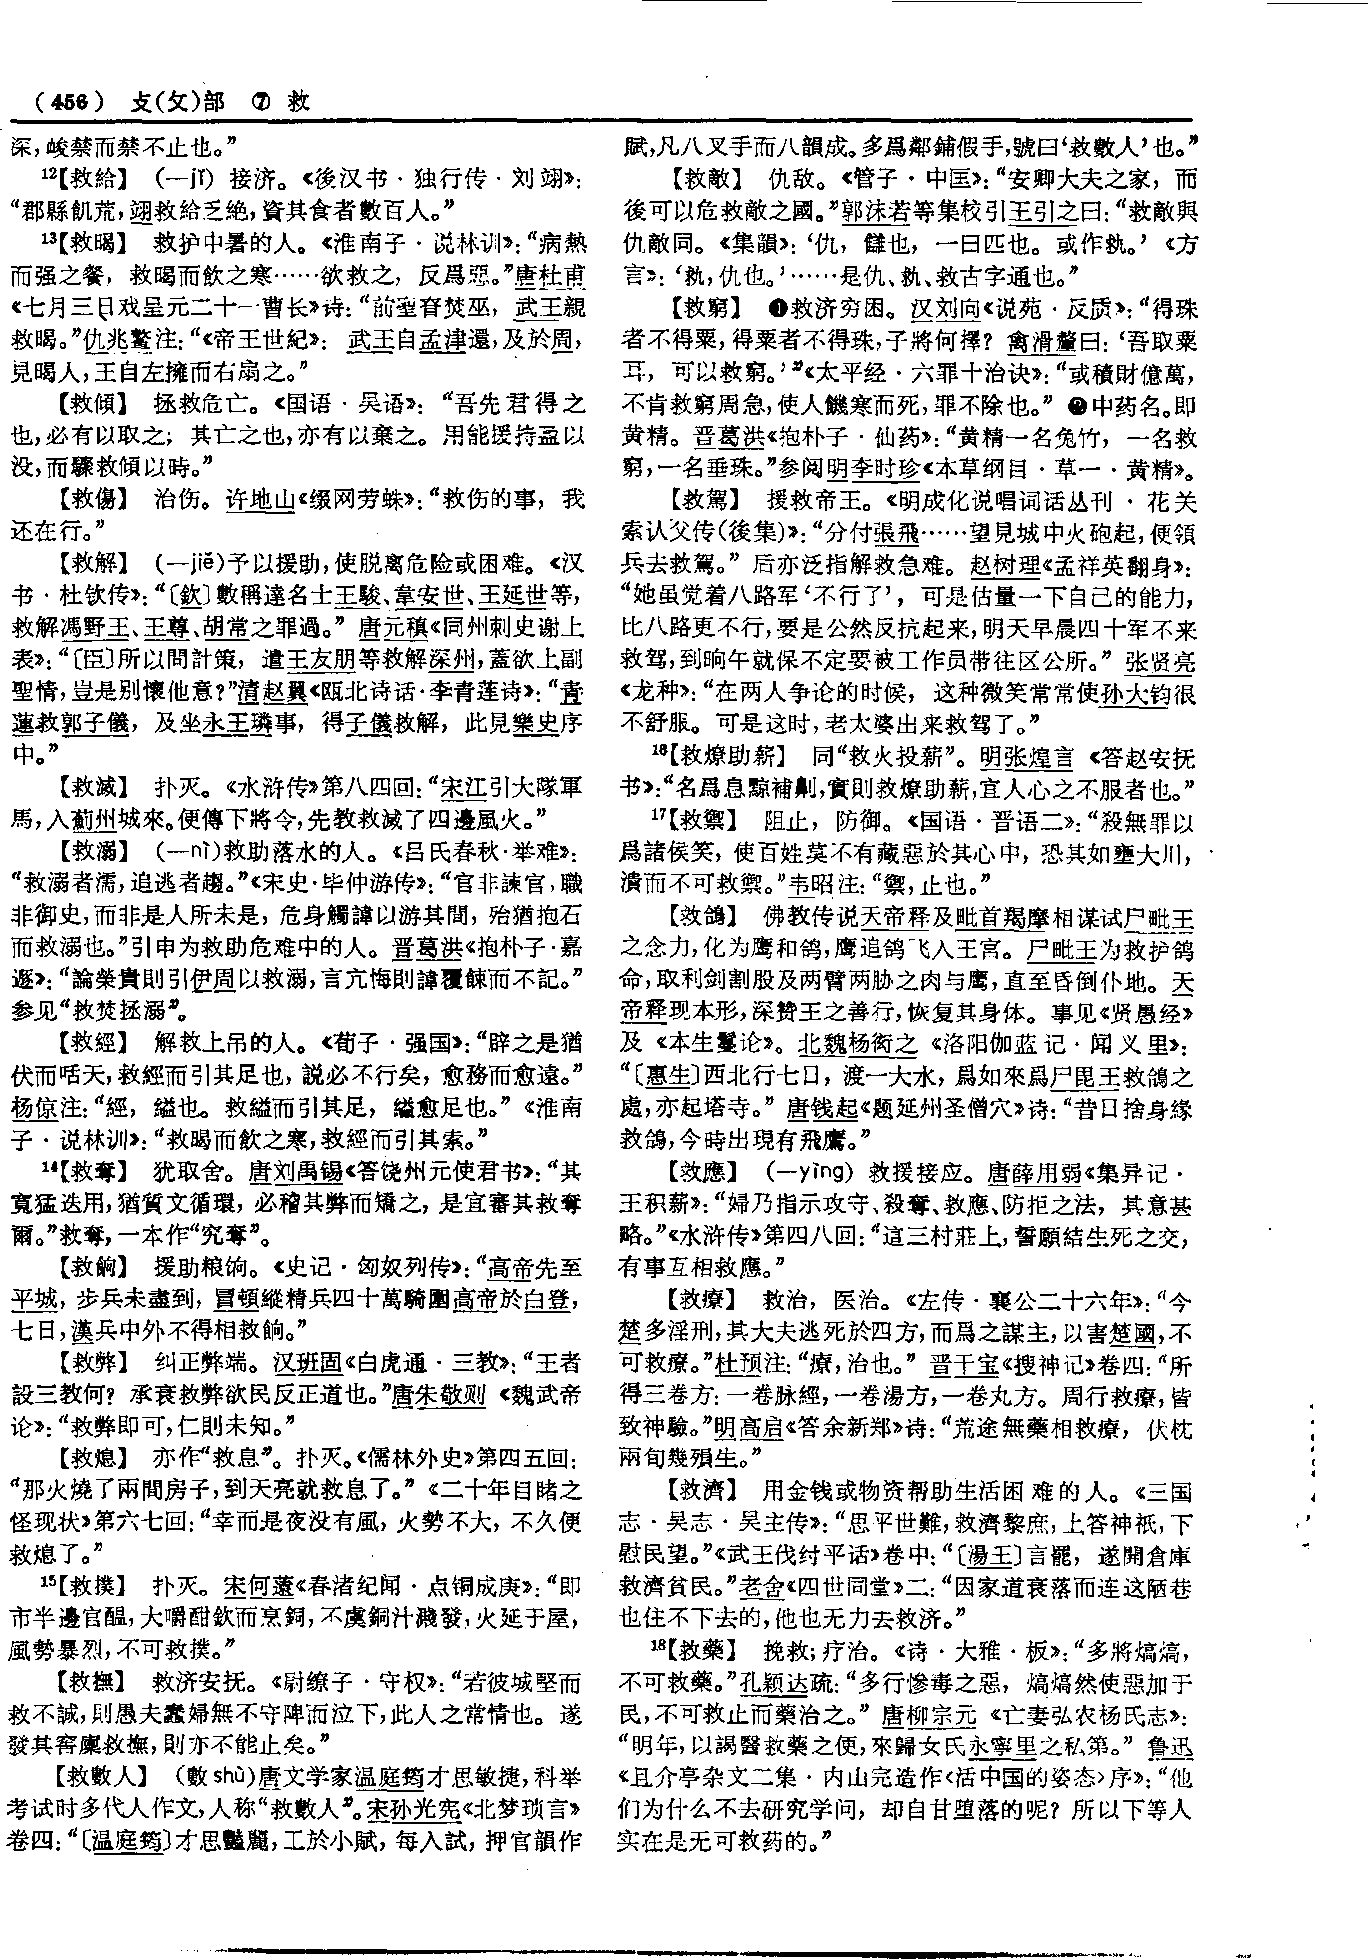 (456) 攴(攵)部 ⑦ 救
深,峻禁而禁不止也。”
12【救給】 (—jǐ) 接济。《後汉书·独行传·刘翊》:
“郡縣飢荒,翊救給乏絶,資其食者數百人。”
13【救暍】 救护中暑的人。《淮南子·说林训》:“病熱
而强之餐,救暍而飲之寒……欲救之,反爲惡。”唐杜甫
《七月三日戏呈元二十一曹长》诗:“前聖眘焚巫,武王親
救暍。”仇兆鳌注:“《帝王世紀》:武王自孟津還,及於周,
見暍人,王自左擁而右扇之。”
【救傾】 拯救危亡。《国语·吴语》:“吾先君得之
也,必有以取之;其亡之也,亦有以棄之。用能援持盈以
没,而驟救傾以時。”
【救傷】 治伤。许地山《缀网劳蛛》:“救伤的事,我
还在行。”
【救解】 (—jiě)予以援助,使脱离危险或困难。《汉
书·杜钦传》:“〔欽〕數稱達名士王駿、韋安世、王延世等,
救解馮野王、王尊、胡常之罪過。”唐元稹《同州刺史谢上
表》:“〔臣〕所以問計策,遣王友朋等救解深州,蓋欲上副
聖情,豈是别懷他意?”清赵翼《瓯北诗话·李青莲诗》:“青
蓮救郭子儀,及坐永王璘事,得子儀救解,此見樂史序
中。”
【救滅】 扑灭。《水浒传》第八四回:“宋江引大隊軍
馬,入薊州城來。便傳下將令,先教救滅了四邊風火。”
【救溺】 (—nì)救助落水的人。《吕氏春秋·举难》:
“救溺者濡,追逃者趨。”《宋史·毕仲游传》:“官非諫官,職
非御史,而非是人所未是,危身觸諱以游其間,殆猶抱石
而救溺也。”引申为救助危难中的人。晋葛洪《抱朴子·嘉
遯》:“論榮貴則引伊周以救溺,言亢悔則諱覆餗而不記。”
参见“救焚拯溺”。
【救經】 解救上吊的人。《荀子·强国》:“辟之是猶
伏而咶天,救經而引其足也,説必不行矣,愈務而愈遠。”
杨倞注:“經,縊也。救縊而引其足,縊愈足也。”《淮南
子·说林训》:“救暍而飲之寒,救經而引其索。”
14【救奪】 犹取舍。唐刘禹锡《答饶州元使君书》:“其
寬猛迭用,猶質文循環,必稽其弊而矯之,是宜審其救奪
爾。”救奪,一本作“究奪”。
【救餉】 援助粮饷。《史记·匈奴列传》:“高帝先至
平城,步兵未盡到,冒頓縱精兵四十萬騎圍高帝於白登,
七日,漢兵中外不得相救餉。”
【救弊】 纠正弊端。汉班固《白虎通·三教》:“王者
設三教何?承衰救弊欲民反正道也。”唐朱敬则《魏武帝
论》:“救弊即可,仁則未知。”
【救熄】 亦作“救息”。扑灭。《儒林外史》第四五回:
“那火燒了兩間房子,到天亮就救息了。”《二十年目睹之
怪现状》第六七回:“幸而是夜没有風,火勢不大,不久便
救熄了。”
15【救撲】 扑灭。宋何薳《春渚纪闻·点铜成庚》:“即
市半邊官醖,大嚼酣飲而烹銅,不虞銅汁濺發,火延于屋,
風勢暴烈,不可救撲。”
【救撫】 救济安抚。《尉缭子·守权》:“若彼城堅而
救不誠,則愚夫蠢婦無不守陴而泣下,此人之常情也。遂
發其窖廩救撫,則亦不能止矣。”
【救數人】 (數 shù)唐文学家温庭筠才思敏捷,科举
考试时多代人作文,人称“救數人”。宋孙光宪《北梦琐言》
卷四:“〔温庭筠〕才思豔麗,工於小賦,每入試,押官韻作
賦,凡八叉手而八韻成。多爲鄰鋪假手,號曰‘救數人’也。”
【救敵】 仇敌。《管子·中匡》:“安卿大夫之家,而
後可以危救敵之國。”郭沫若等集校引王引之曰:“救敵與
仇敵同。《集韻》:‘仇,讎也,一曰匹也。或作執。’《方
言》:‘執,仇也。’……是仇、執、救古字通也。”
【救窮】 ❶救济穷困。汉刘向《说苑·反质》:“得珠
者不得粟,得粟者不得珠,子將何擇?禽滑釐曰:‘吾取粟
耳,可以救窮。’”《太平经·六罪十治诀》:“或積財億萬,
不肯救窮周急,使人饑寒而死,罪不除也。” ❷中药名。即
黄精。晋葛洪《抱朴子·仙药》:“黄精一名兔竹,一名救
窮,一名垂珠。”参阅明李时珍《本草纲目·草一·黄精》。
【救駕】 援救帝王。《明成化说唱词话丛刊·花关
索认父传(後集)》:“分付張飛……望見城中火砲起,便領
兵去救駕。”后亦泛指解救急难。赵树理《孟祥英翻身》:
“她虽觉着八路军‘不行了’,可是估量一下自己的能力,
比八路更不行,要是公然反抗起来,明天早晨四十军不来
救驾,到晌午就保不定要被工作员带往区公所。”张贤亮
《龙种》:“在两人争论的时候,这种微笑常常使孙大钧很
不舒服。可是这时,老太婆出来救驾了。”
16【救燎助薪】 同“救火投薪”。明张煌言《答赵安抚
书》:“名爲息黥補劓,實則救燎助薪,宜人心之不服者也。”
17【救禦】 阻止,防御。《国语·晋语二》:“殺無罪以
爲諸侯笑,使百姓莫不有藏惡於其心中,恐其如壅大川,
潰而不可救禦。”韦昭注:“禦,止也。”
【救鴿】 佛教传说天帝释及毗首羯摩相谋试尸毗王
之念力,化为鹰和鸽,鹰追鸽飞入王宫。尸毗王为救护鸽
命,取利剑割股及两臂两胁之肉与鹰,直至昏倒仆地。天
帝释现本形,深赞王之善行,恢复其身体。事见《贤愚经》
及《本生鬘论》。北魏杨衒之《洛阳伽蓝记·闻义里》:
“〔惠生〕西北行七日,渡一大水,爲如來爲尸毘王救鴿之
處,亦起塔寺。”唐钱起《题延州圣僧穴》诗:“昔日捨身緣
救鴿,今時出現有飛鷹。”
【救應】 (—yìng) 救援接应。唐薛用弱《集异记·
王积薪》:“婦乃指示攻守、殺奪、救應、防拒之法,其意甚
略。”《水浒传》第四八回:“這三村莊上,誓願結生死之交,
有事互相救應。”
【救療】 救治,医治。《左传·襄公二十六年》:“今
楚多淫刑,其大夫逃死於四方,而爲之謀主,以害楚國,不
可救療。”杜预注:“療,治也。”晋干宝《搜神记》卷四:“所
得三卷方:一卷脉經,一卷湯方,一卷丸方。周行救療,皆
致神驗。”明高启《答余新郑》诗:“荒途無藥相救療,伏枕
兩旬幾殞生。”
【救濟】 用金钱或物资帮助生活困难的人。《三国
志·吴志·吴主传》:“思平世難,救濟黎庶,上答神祇,下
慰民望。”《武王伐纣平话》卷中:“〔湯王〕言罷,遂開倉庫
救濟貧民。”老舍《四世同堂》二:“因家道衰落而连这陋巷
也住不下去的,他也无力去救济。”
18【救藥】 挽救;疗治。《诗·大雅·板》:“多將熇熇,
不可救藥。”孔颖达疏:“多行慘毒之惡,熇熇然使惡加于
民,不可救止而藥治之。”唐柳宗元《亡妻弘农杨氏志》:
“明年,以謁醫救藥之便,來歸女氏永寧里之私第。”鲁迅
《且介亭杂文二集·内山完造作〈活中国的姿态〉序》:“他
们为什么不去研究学问,却自甘堕落的呢?所以下等人
实在是无可救药的。”